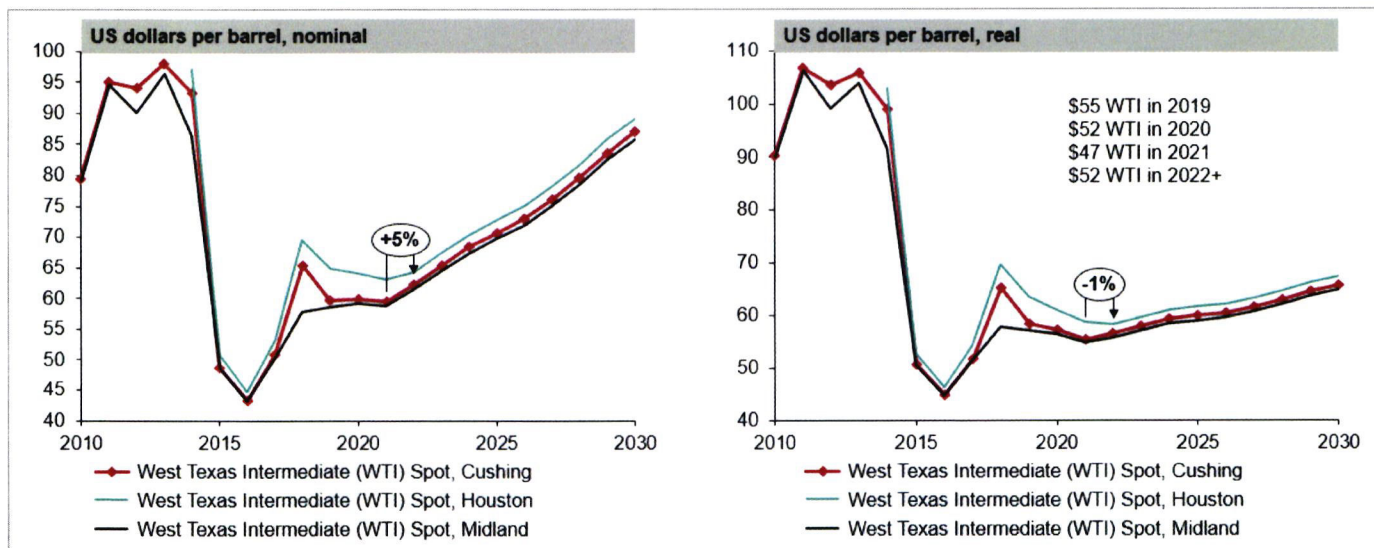 US dollars per barrel, nominal
100
95
90
85
80
75
70
65
60
55
50
45
40
+5%
2010
2015
2020
2025
2030
West Texas Intermediate (WTI) Spot, Cushing
West Texas Intermediate (WTI) Spot, Houston
West Texas Intermediate (WTI) Spot, Midland
US dollars per barrel, real
110
100
90
80
70
60
50
40
$55 WTI in 2019
$52 WTI in 2020
$47 WTI in 2021
$52 WTI in 2022+
-1%
2010
2015
2020
2025
2030
West Texas Intermediate (WTI) Spot, Cushing
West Texas Intermediate (WTI) Spot, Houston
West Texas Intermediate (WTI) Spot, Midland